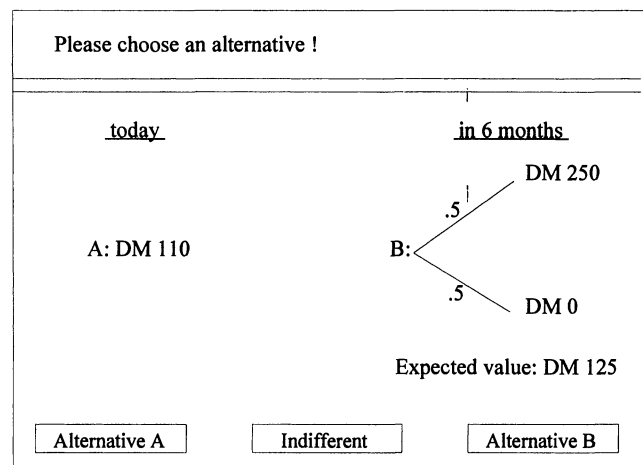 Please choose an alternative !
today
in 6 months
DM 250
.5
A: DM 110
B:
.5
DM 0
Expected value: DM 125
Alternative A
Indifferent
Alternative B